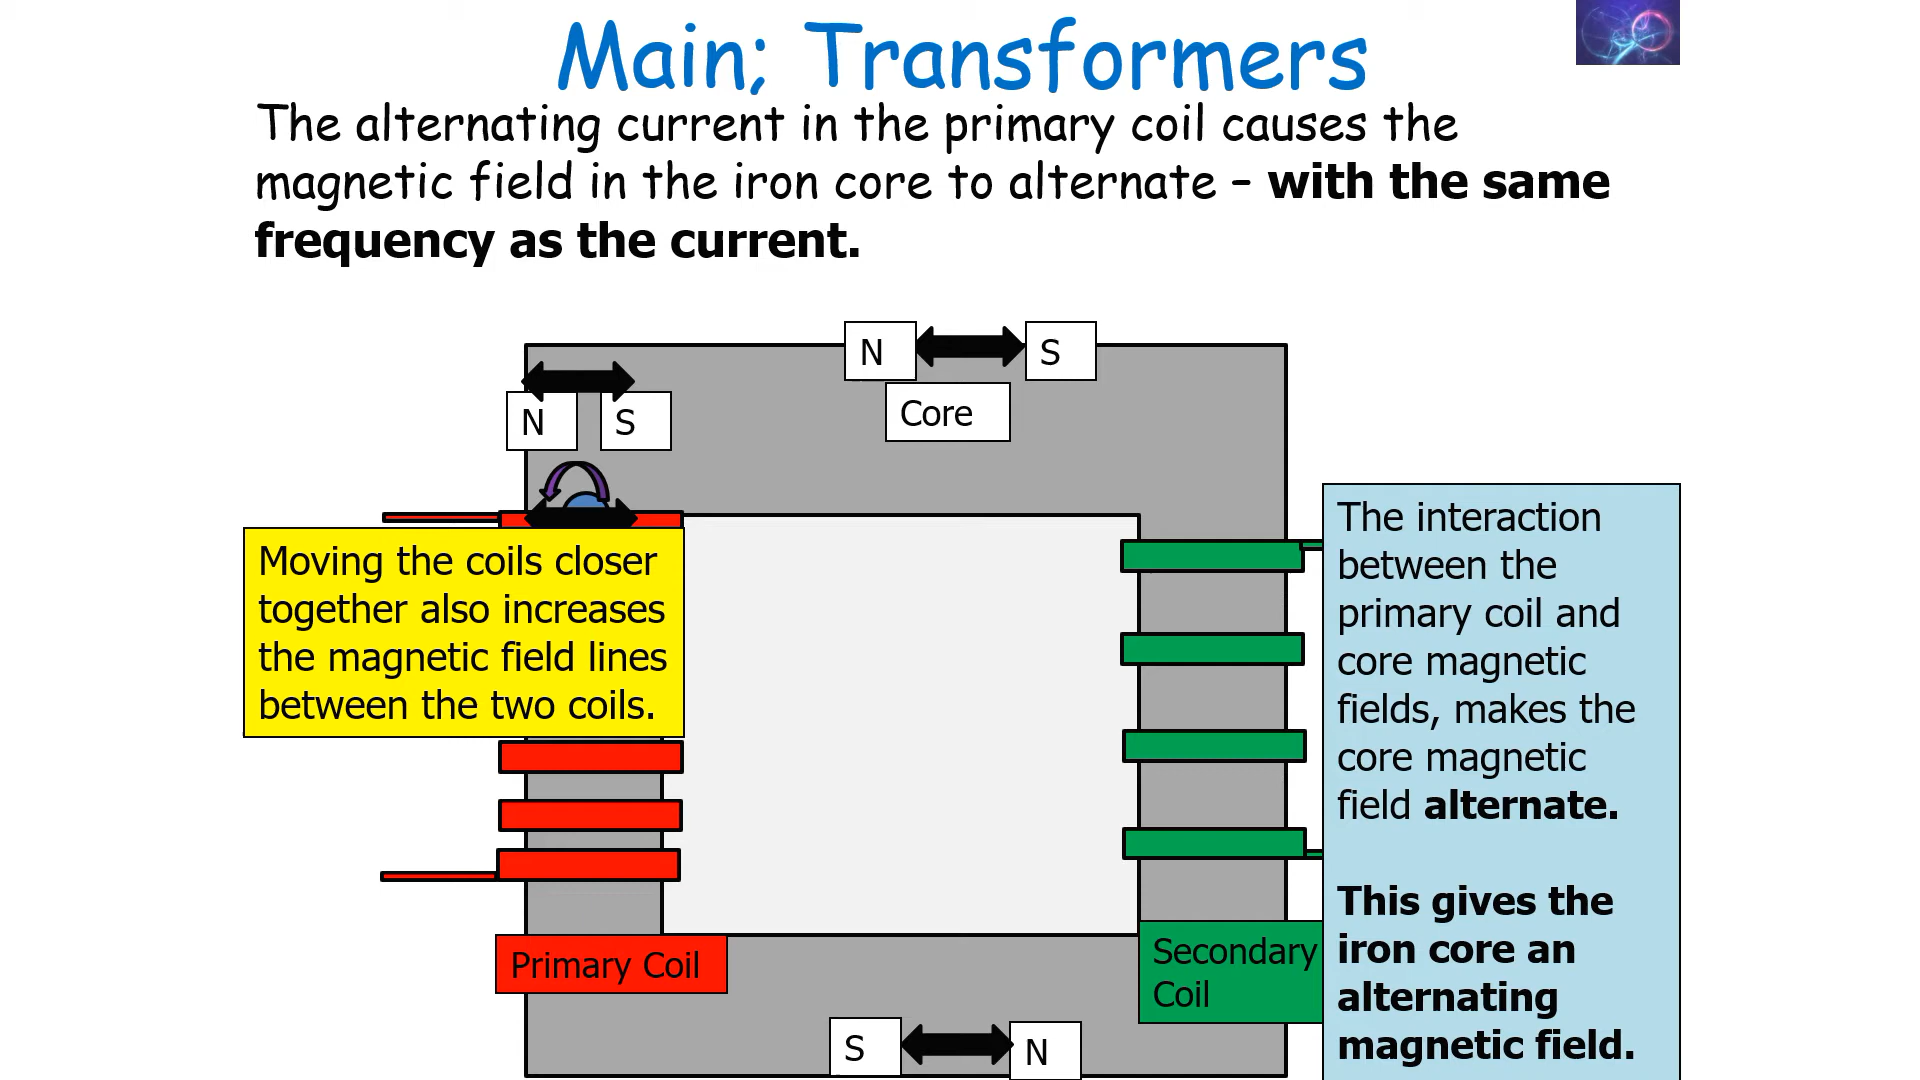 Main; Transformers
The alternating current in the primary coil causes the
magnetic field in the iron core to alternate – with the same
frequency as the current.
N
S
Core
N
S
Moving the coils closer
together also increases
the magnetic field lines
between the two coils.
The interaction
between the
primary coil and
core magnetic
fields, makes the
core magnetic
field alternate.
This gives the
iron core an
alternating
magnetic field.
Primary Coil
Secondary
Coil
S
N